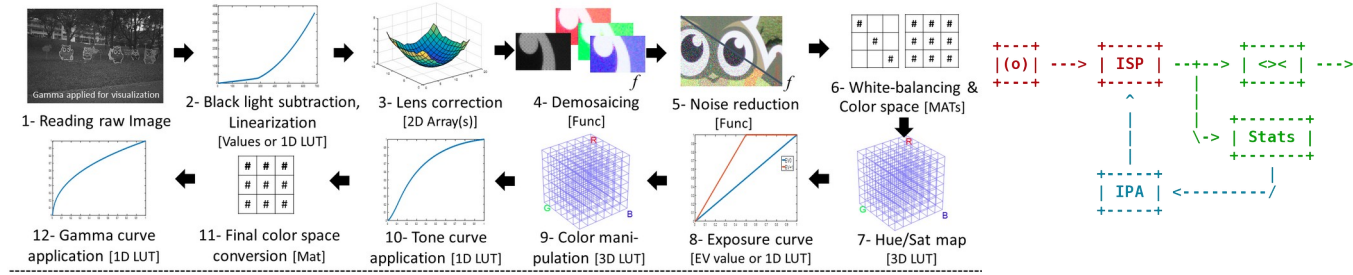 Gamma applied for visualization
1- Reading raw Image
2- Black light subtraction,
Linearization
[Values or 1D LUT]
3- Lens correction
[2D Array(s)]
f
4- Demosaicing
[Func]
f
5- Noise reduction
[Func]
#
#
#
# # #
# # #
# # #
6- White-balancing &
Color space [MATs]
R
G
B
7- Hue/Sat map
[3D LUT]
8- Exposure curve
[EV value or 1D LUT]
R
G
B
9- Color mani-
pulation [3D LUT]
10- Tone curve
application [1D LUT]
# # #
# # #
# # #
11- Final color space
conversion [Mat]
12- Gamma curve
application [1D LUT]
+-----+ +-----+ +-----+
|(o)| ---> | ISP | --+--> | <>< | --->
+-----+ +-----+ +-----+
^ | +-------+
| \-> | Stats |
| +-------+
+-----+ |
| IPA | <---------/
+-----+